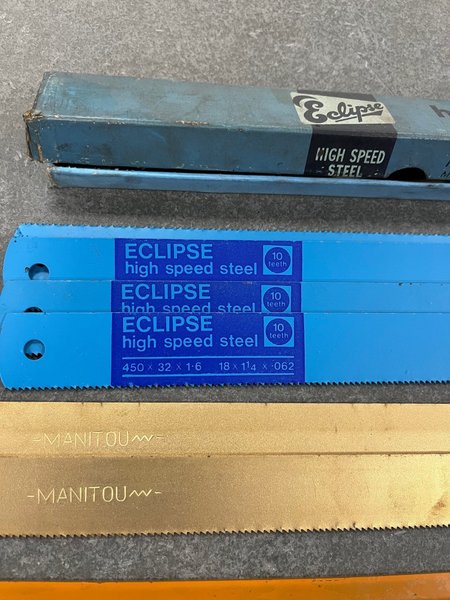 Eclipse
HIGH SPEED
STEEL
ECLIPSE
high speed steel
10
teeth
ECLIPSE
high speed steel
10
teeth
ECLIPSE
high speed steel
10
teeth
450 × 32 × 1·6 18 × 1¼ × ·062
-MANITOU
-MANITOU